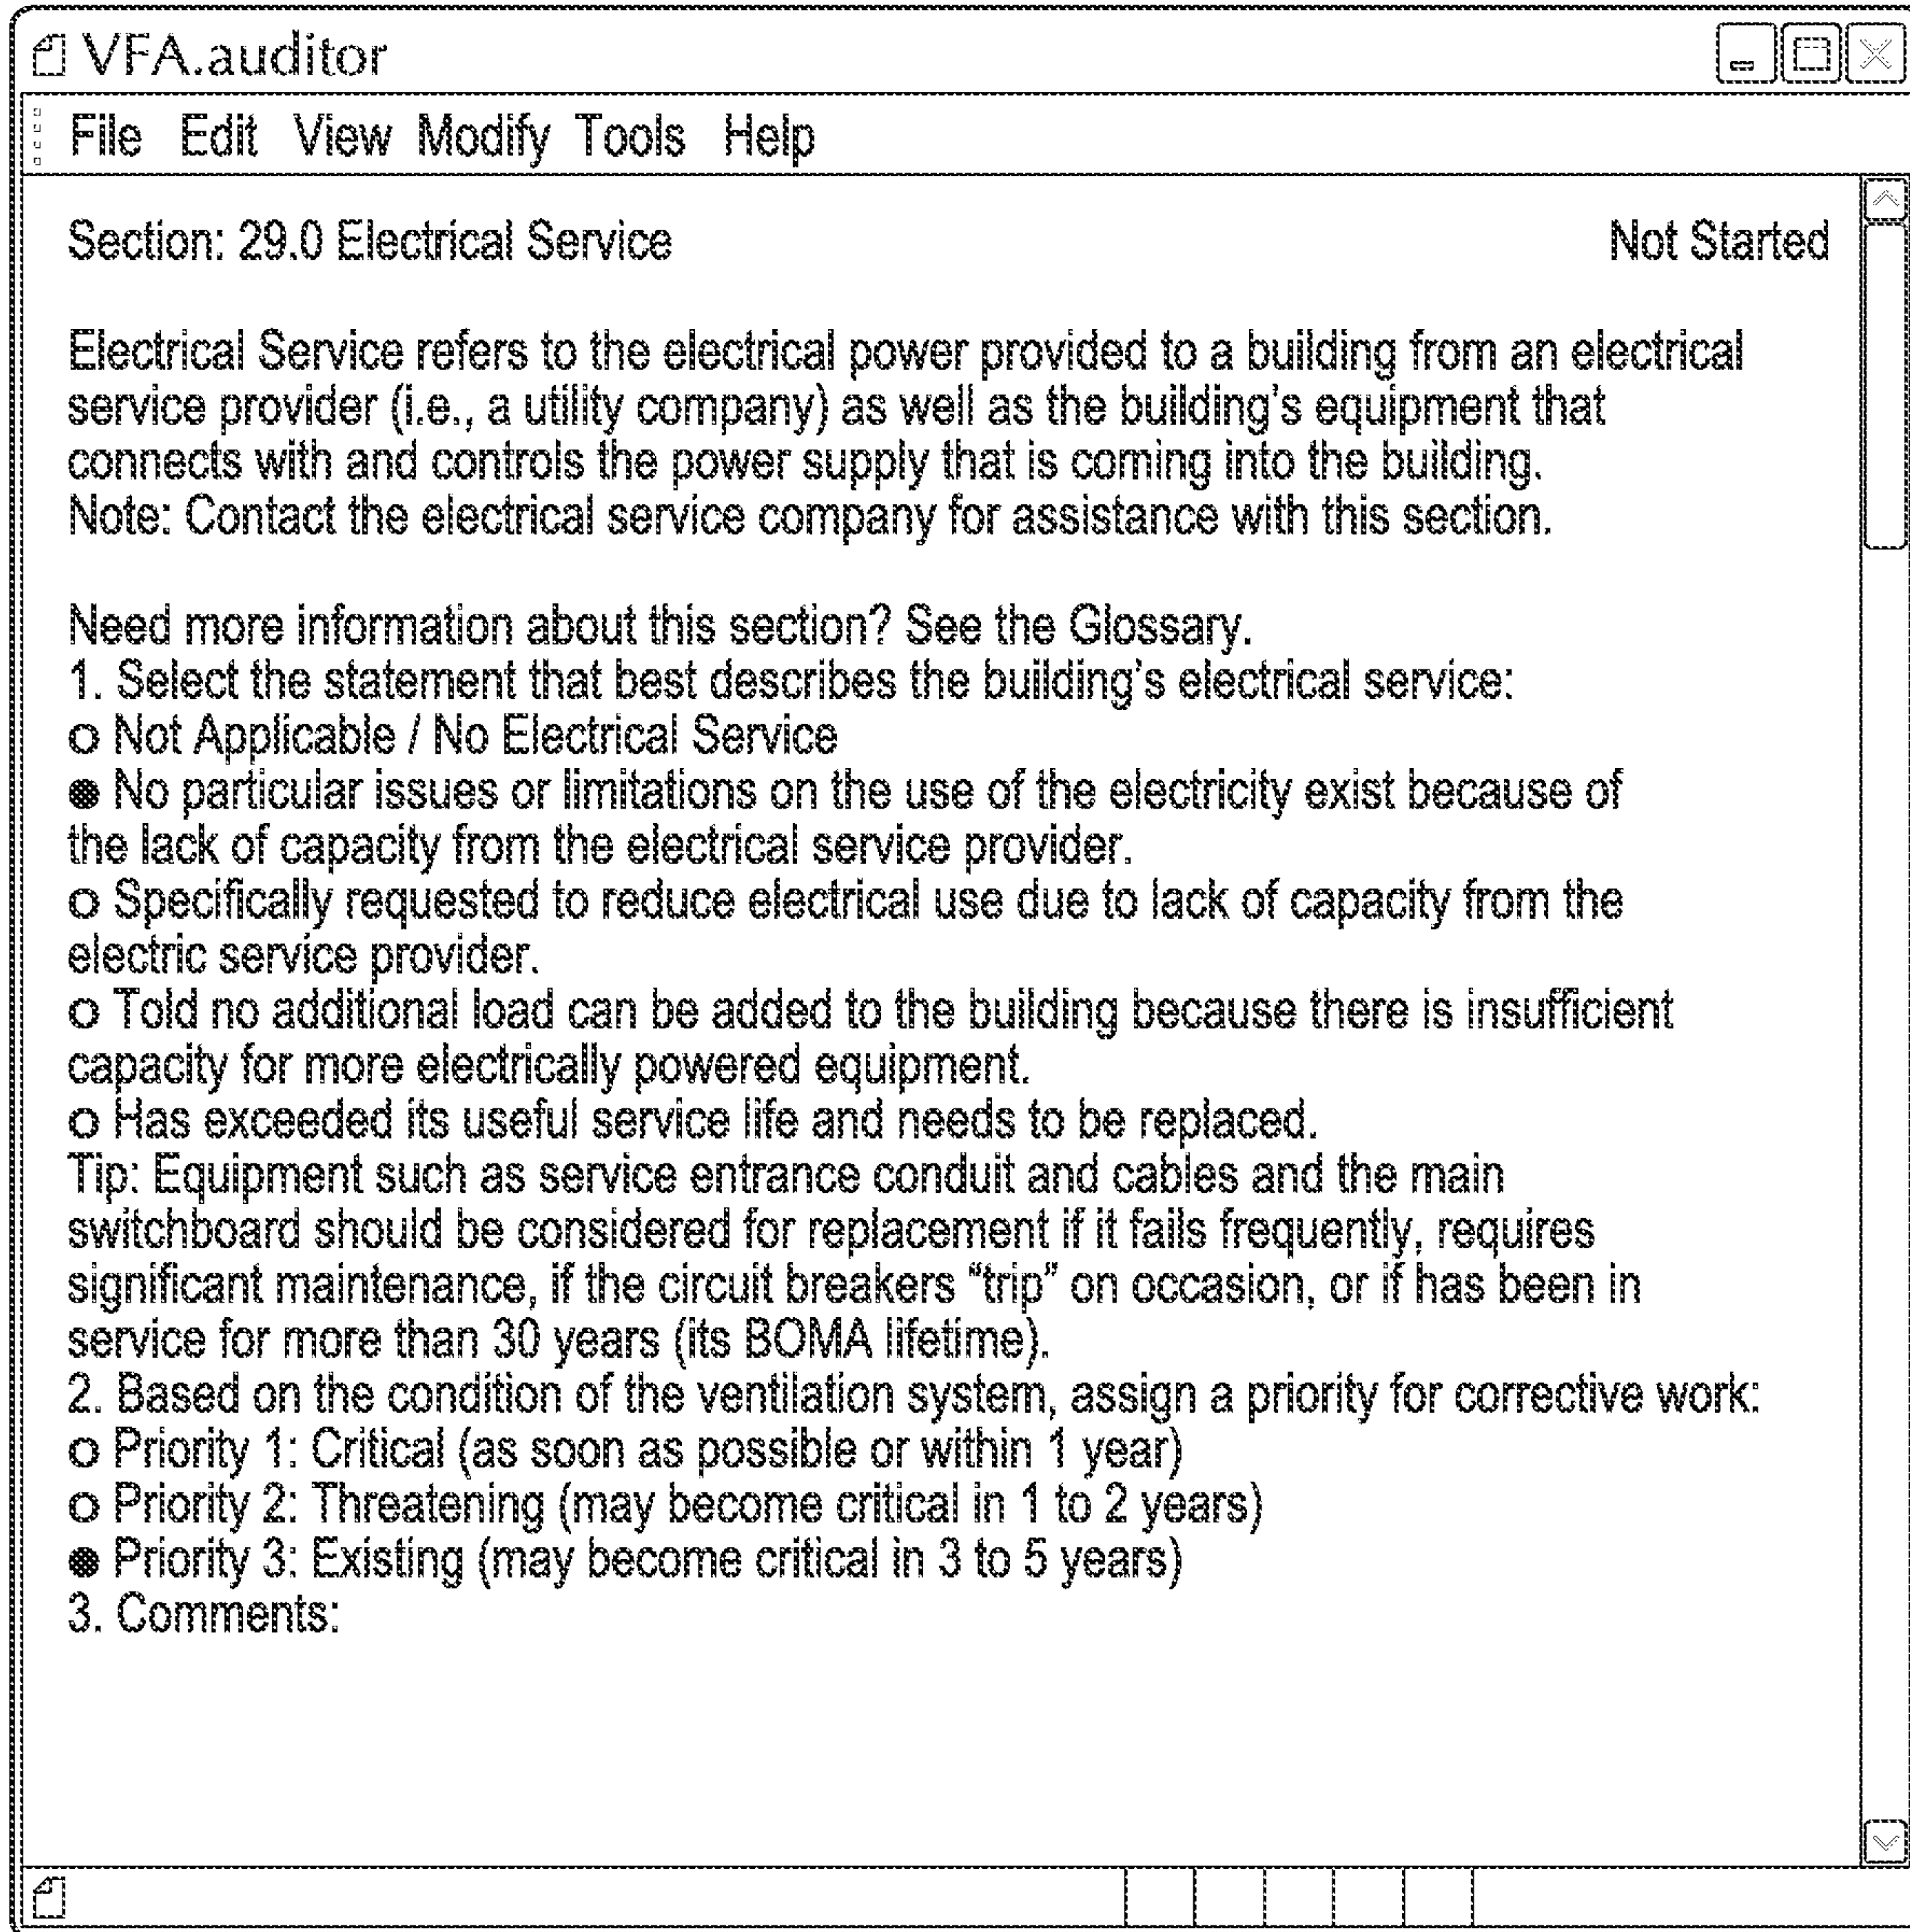 VFA.auditor
File Edit View Modify Tools Help
Section: 29.0 Electrical Service Not Started
Electrical Service refers to the electrical power provided to a building from an electrical
service provider (i.e., a utility company) as well as the building's equipment that
connects with and controls the power supply that is coming into the building.
Note: Contact the electrical service company for assistance with this section.
Need more information about this section? See the Glossary.
1. Select the statement that best describes the building's electrical service:
○ Not Applicable / No Electrical Service
● No particular issues or limitations on the use of the electricity exist because of
the lack of capacity from the electrical service provider.
○ Specifically requested to reduce electrical use due to lack of capacity from the
electric service provider.
○ Told no additional load can be added to the building because there is insufficient
capacity for more electrically powered equipment.
○ Has exceeded its useful service life and needs to be replaced.
Tip: Equipment such as service entrance conduit and cables and the main
switchboard should be considered for replacement if it fails frequently, requires
significant maintenance, if the circuit breakers "trip" on occasion, or if has been in
service for more than 30 years (its BOMA lifetime).
2. Based on the condition of the ventilation system, assign a priority for corrective work:
○ Priority 1: Critical (as soon as possible or within 1 year)
○ Priority 2: Threatening (may become critical in 1 to 2 years)
● Priority 3: Existing (may become critical in 3 to 5 years)
3. Comments: